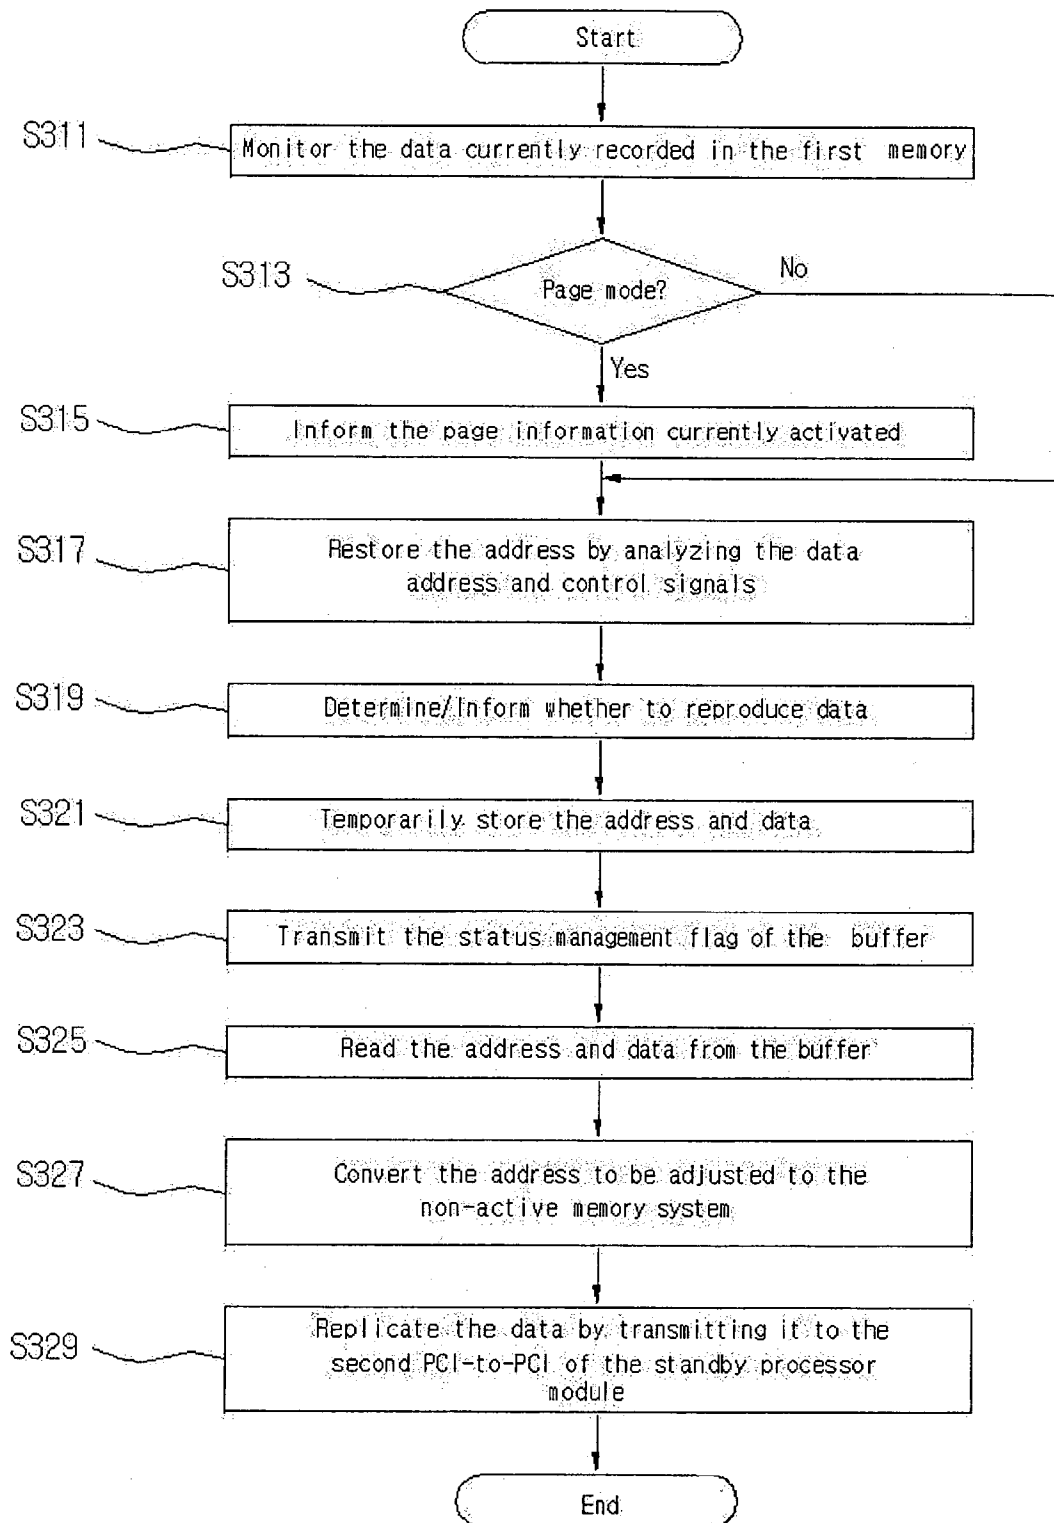 Start
S311
Monitor the data currently recorded in the first memory
S313
Page mode?
No
Yes
S315
Inform the page information currently activated
S317
Restore the address by analyzing the data
address and control signals
S319
Determine/Inform whether to reproduce data
S321
Temporarily store the address and data
S323
Transmit the status management flag of the buffer
S325
Read the address and data from the buffer
S327
Convert the address to be adjusted to the
non-active memory system
S329
Replicate the data by transmitting it to the
second PCI-to-PCI of the standby processor
module
End